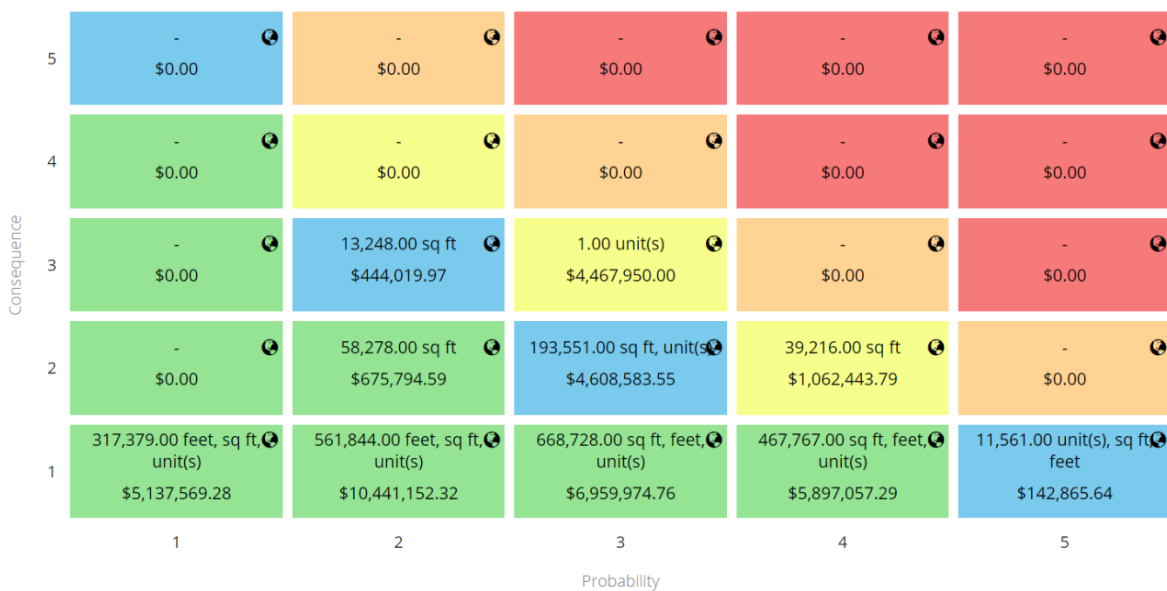 5
-
$0.00
-
$0.00
-
$0.00
-
$0.00
-
$0.00
4
-
$0.00
-
$0.00
-
$0.00
-
$0.00
-
$0.00
Consequence
3
-
$0.00
13,248.00 sq ft
$444,019.97
1.00 unit(s)
$4,467,950.00
-
$0.00
-
$0.00
2
-
$0.00
58,278.00 sq ft
$675,794.59
193,551.00 sq ft, unit(s)
$4,608,583.55
39,216.00 sq ft
$1,062,443.79
-
$0.00
1
317,379.00 feet, sq ft,
unit(s)
$5,137,569.28
561,844.00 feet, sq ft,
unit(s)
$10,441,152.32
668,728.00 sq ft, feet,
unit(s)
$6,959,974.76
467,767.00 sq ft, feet,
unit(s)
$5,897,057.29
11,561.00 unit(s), sq ft,
feet
$142,865.64
1
2
3
4
5
Probability